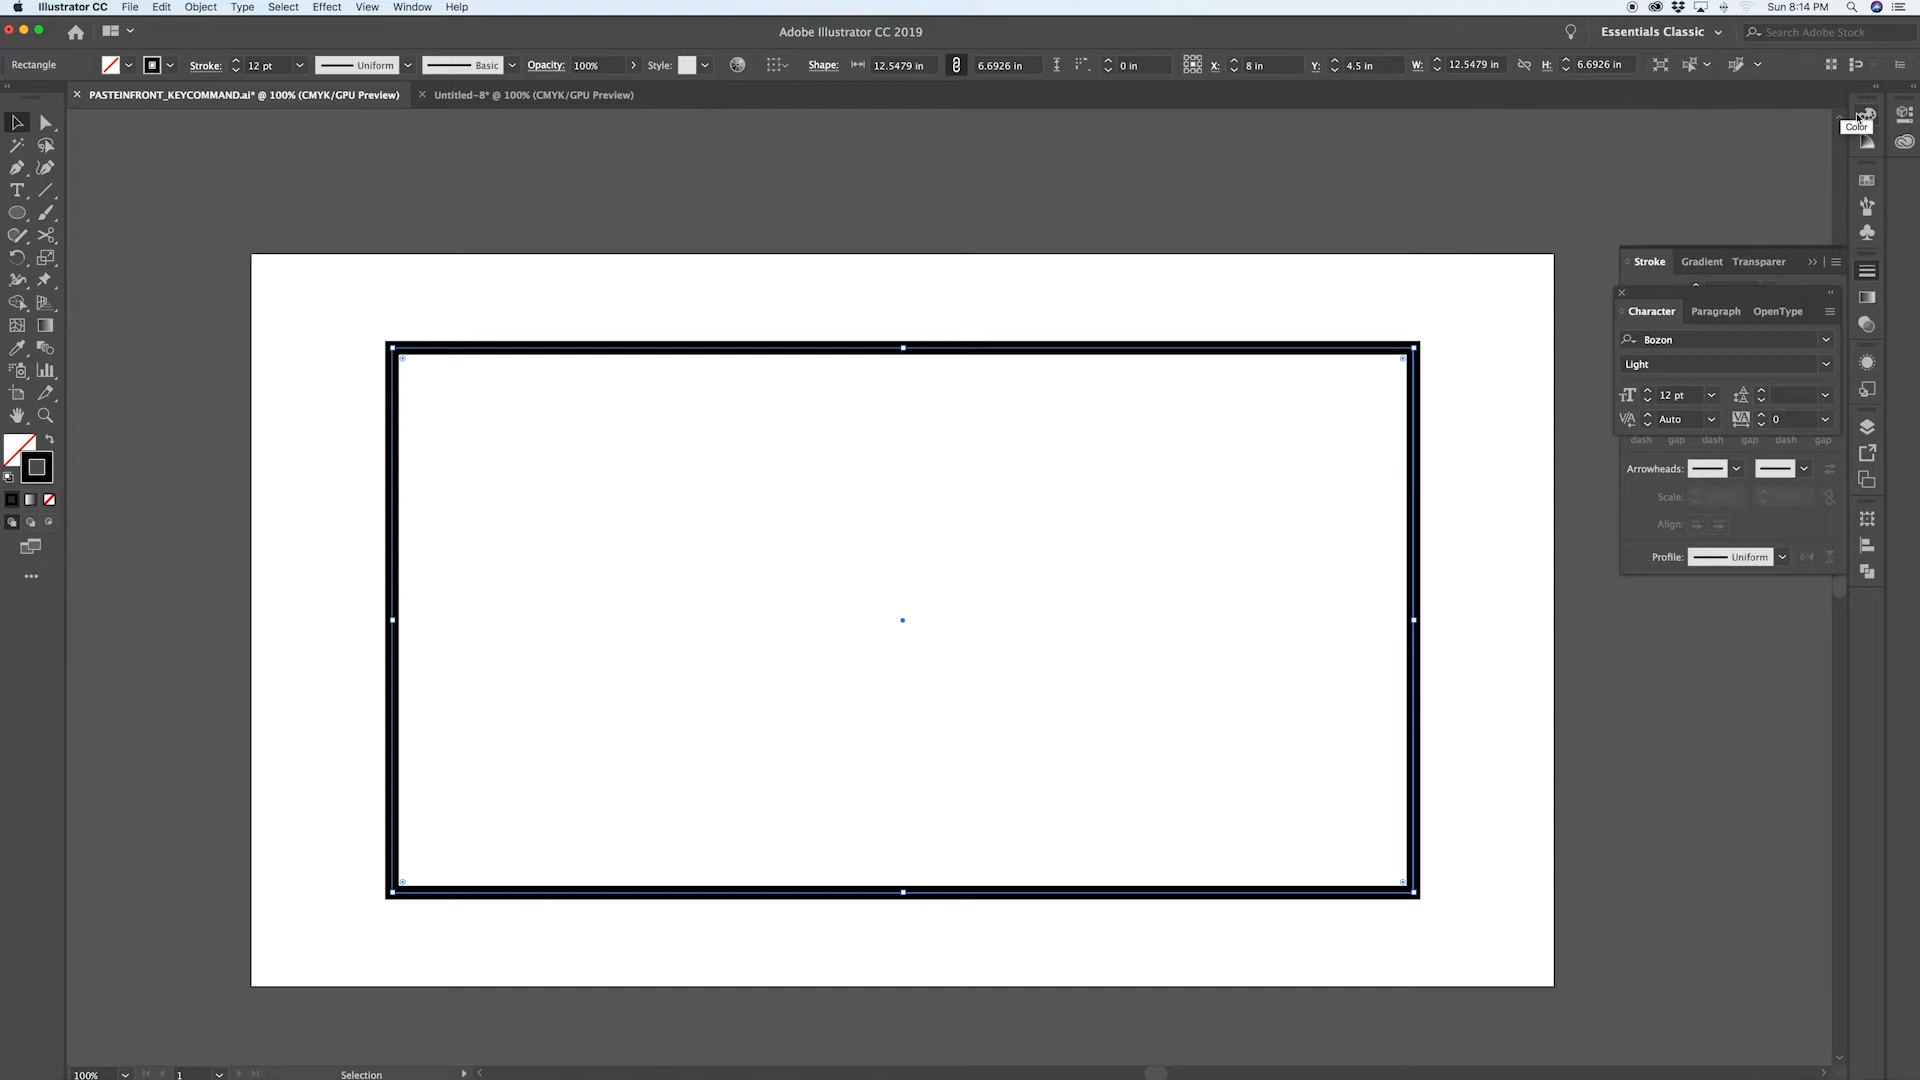 Illustrator CC File Edit Object Type Select Effect View Window Help Sun 8:14 PM
Adobe Illustrator CC 2019 Essentials Classic Search Adobe Stock
Rectangle Stroke: 12 pt Uniform Basic Opacity: 100% Style: Shape: 12.5479 in 6.6926 in 0 in X: 8 in Y: 4.5 in W: 12.5479 in H: 6.6926 in
PASTEINFRONT_KEYCOMMAND.ai* @ 100% (CMYK/GPU Preview) Untitled-8* @ 100% (CMYK/GPU Preview)
Color
Stroke Gradient Transparer
Character Paragraph OpenType
Bozon
Light
12 pt
Auto 0
dash gap dash gap dash gap
Arrowheads:
Scale:
Align:
Profile: Uniform
100% 1 Selection